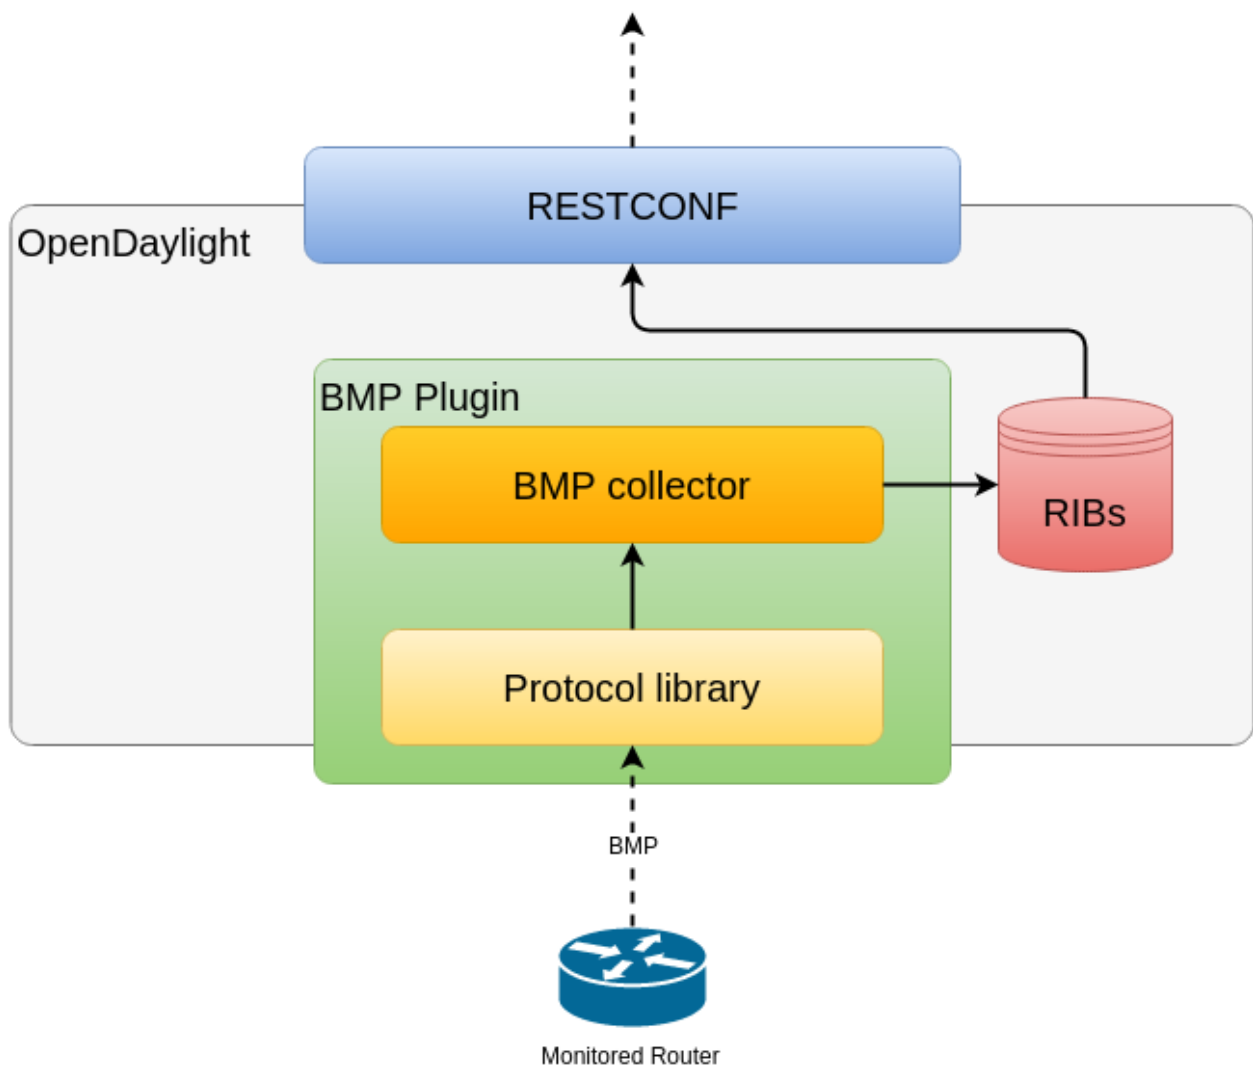 RESTCONF
OpenDaylight
BMP Plugin
BMP collector
RIBs
Protocol library
BMP
Monitored Router